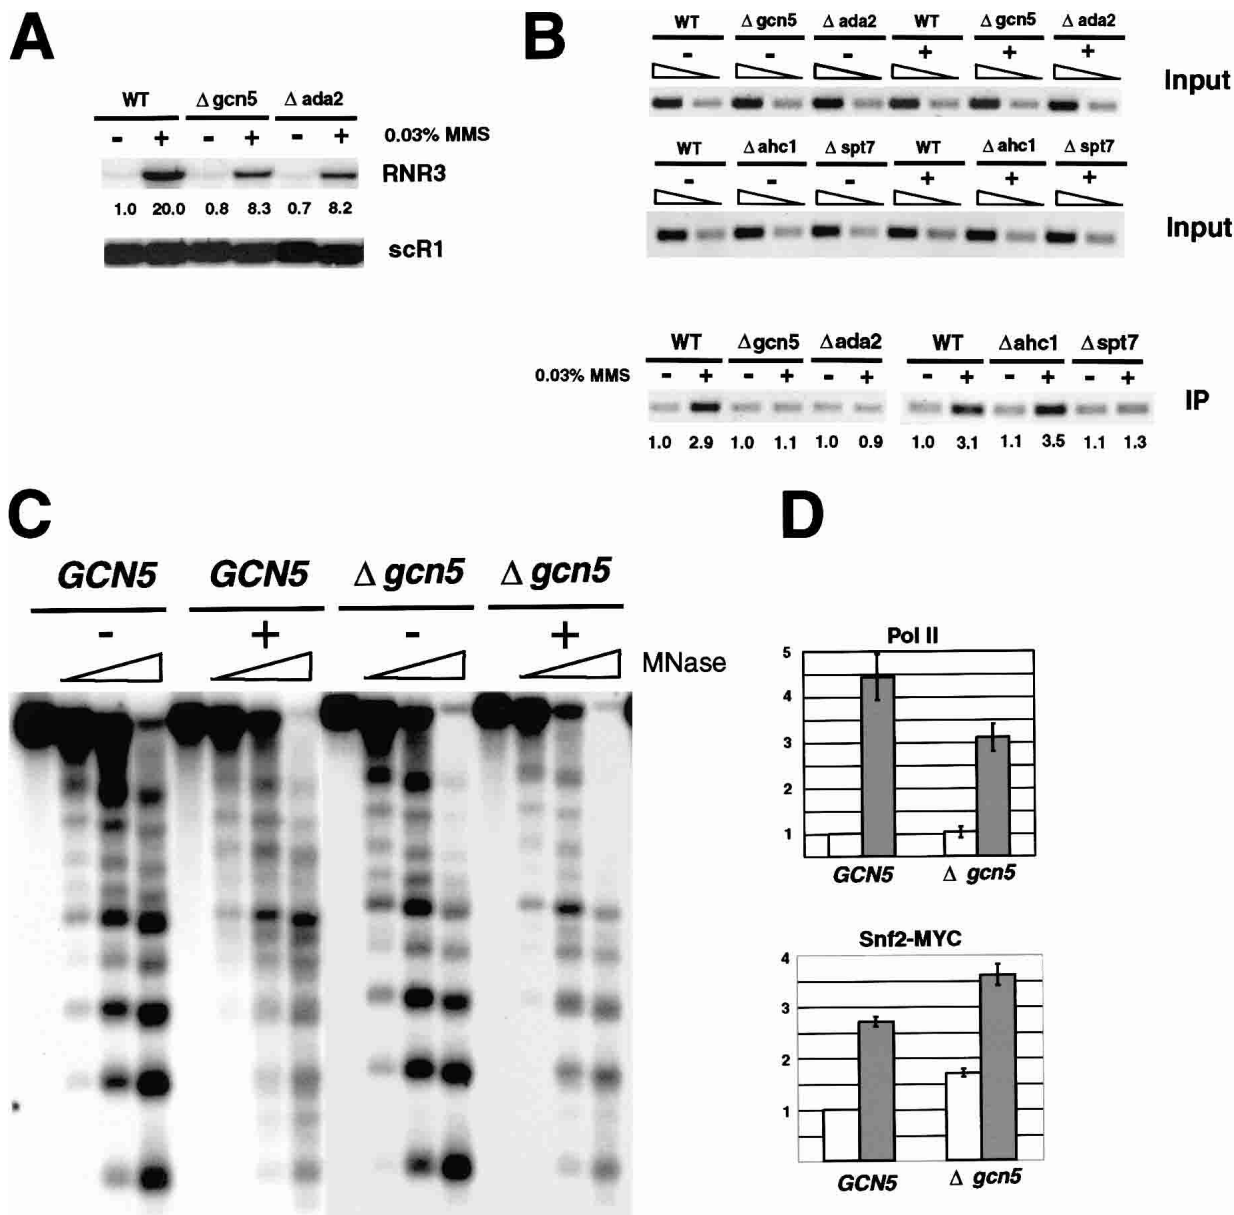 A
WT Δ gcn5 Δ ada2
- + - + - + 0.03% MMS
RNR3
1.0 20.0 0.8 8.3 0.7 8.2
scR1
B
WT Δ gcn5 Δ ada2 WT Δ gcn5 Δ ada2
- - - + + +
Input
WT Δ ahc1 Δ spt7 WT Δ ahc1 Δ spt7
- - - + + +
Input
WT Δ gcn5 Δ ada2 WT Δ ahc1 Δ spt7
0.03% MMS - + - + - + - + - + - +
IP
1.0 2.9 1.0 1.1 1.0 0.9 1.0 3.1 1.1 3.5 1.1 1.3
C
GCN5 GCN5 Δ gcn5 Δ gcn5
- + - +
MNase
D
Pol II
5
4
3
2
1
GCN5 Δ gcn5
Snf2-MYC
4
3
2
1
GCN5 Δ gcn5